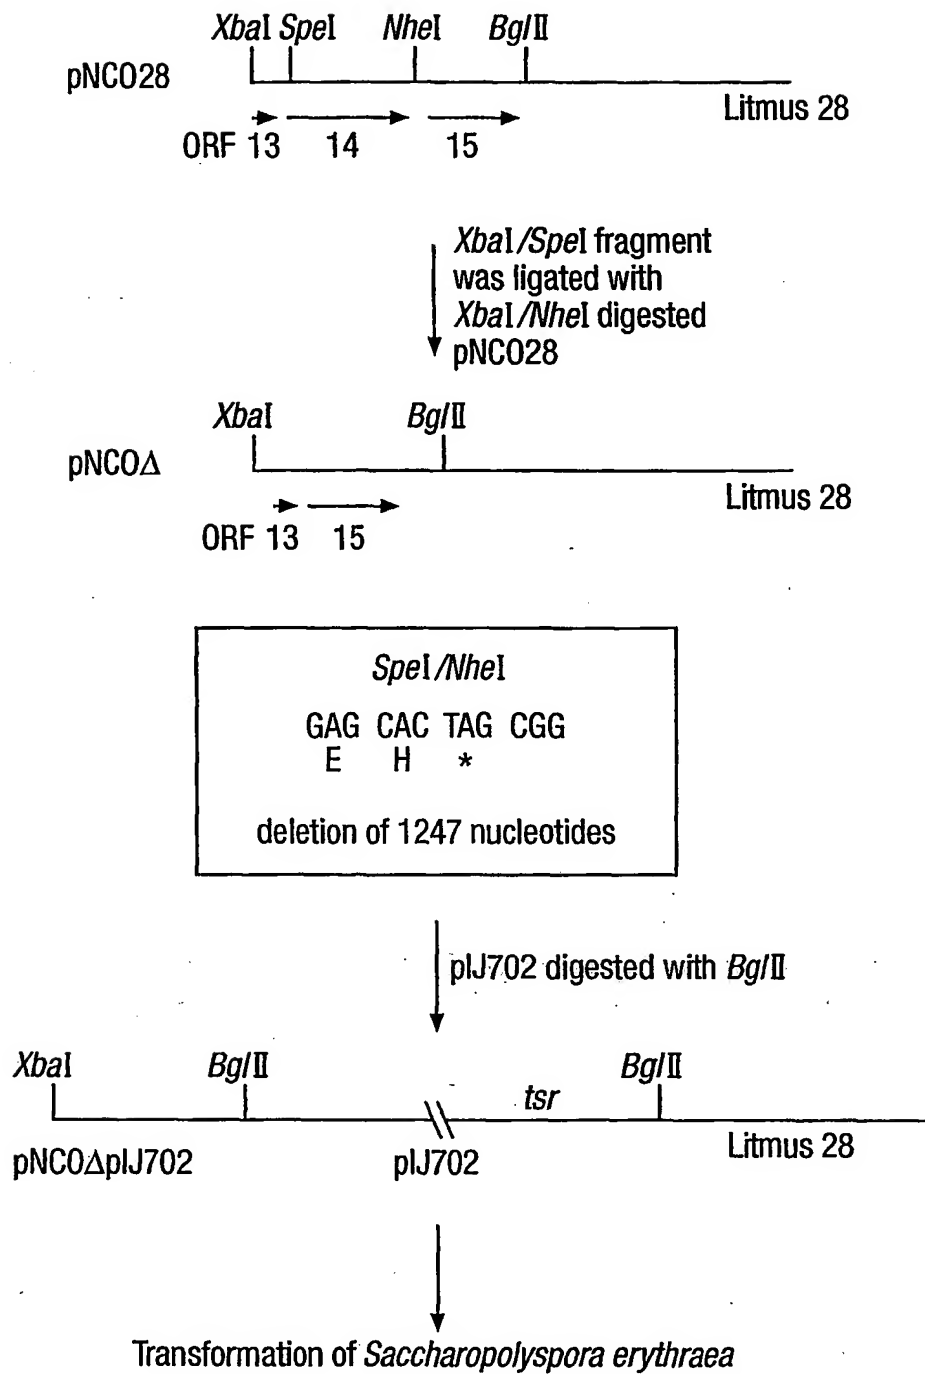 XbaI SpeI NheI BglII
pNCO28
Litmus 28
ORF 13 14 15
XbaI/SpeI fragment
was ligated with
XbaI/NheI digested
pNCO28
XbaI BglII
pNCOΔ
Litmus 28
ORF 13 15
SpeI/NheI
GAG CAC TAG CGG
E H *
deletion of 1247 nucleotides
pIJ702 digested with BglII
XbaI BglII BglII
tsr
pNCOΔpIJ702 pIJ702 Litmus 28
Transformation of Saccharopolyspora erythraea